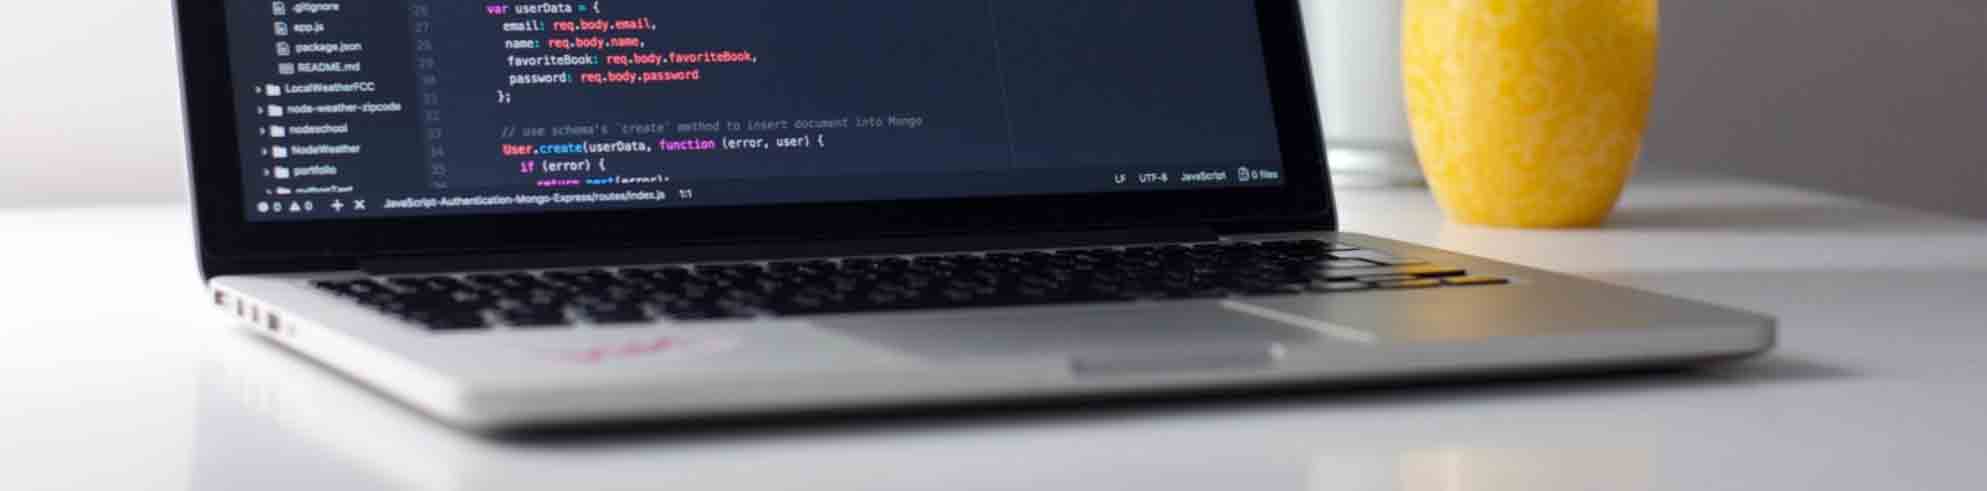 .gitignore
app.js
package.json
README.md
LocalWeatherFCC
node-weather-zipcode
nodeschool
NodeWeather
portfolio
pythonTest
26 var userData = {
27 email: req.body.email,
28 name: req.body.name,
29 favoriteBook: req.body.favoriteBook,
30 password: req.body.password
31 };
32
33 // use schema's `create` method to insert document into Mongo
34 User.create(userData, function (error, user) {
35 if (error) {
36 return next(error);
0 0 + × JavaScript-Authentication-Mongo-Express/routes/index.js 1:1 LF UTF-8 JavaScript 0 files